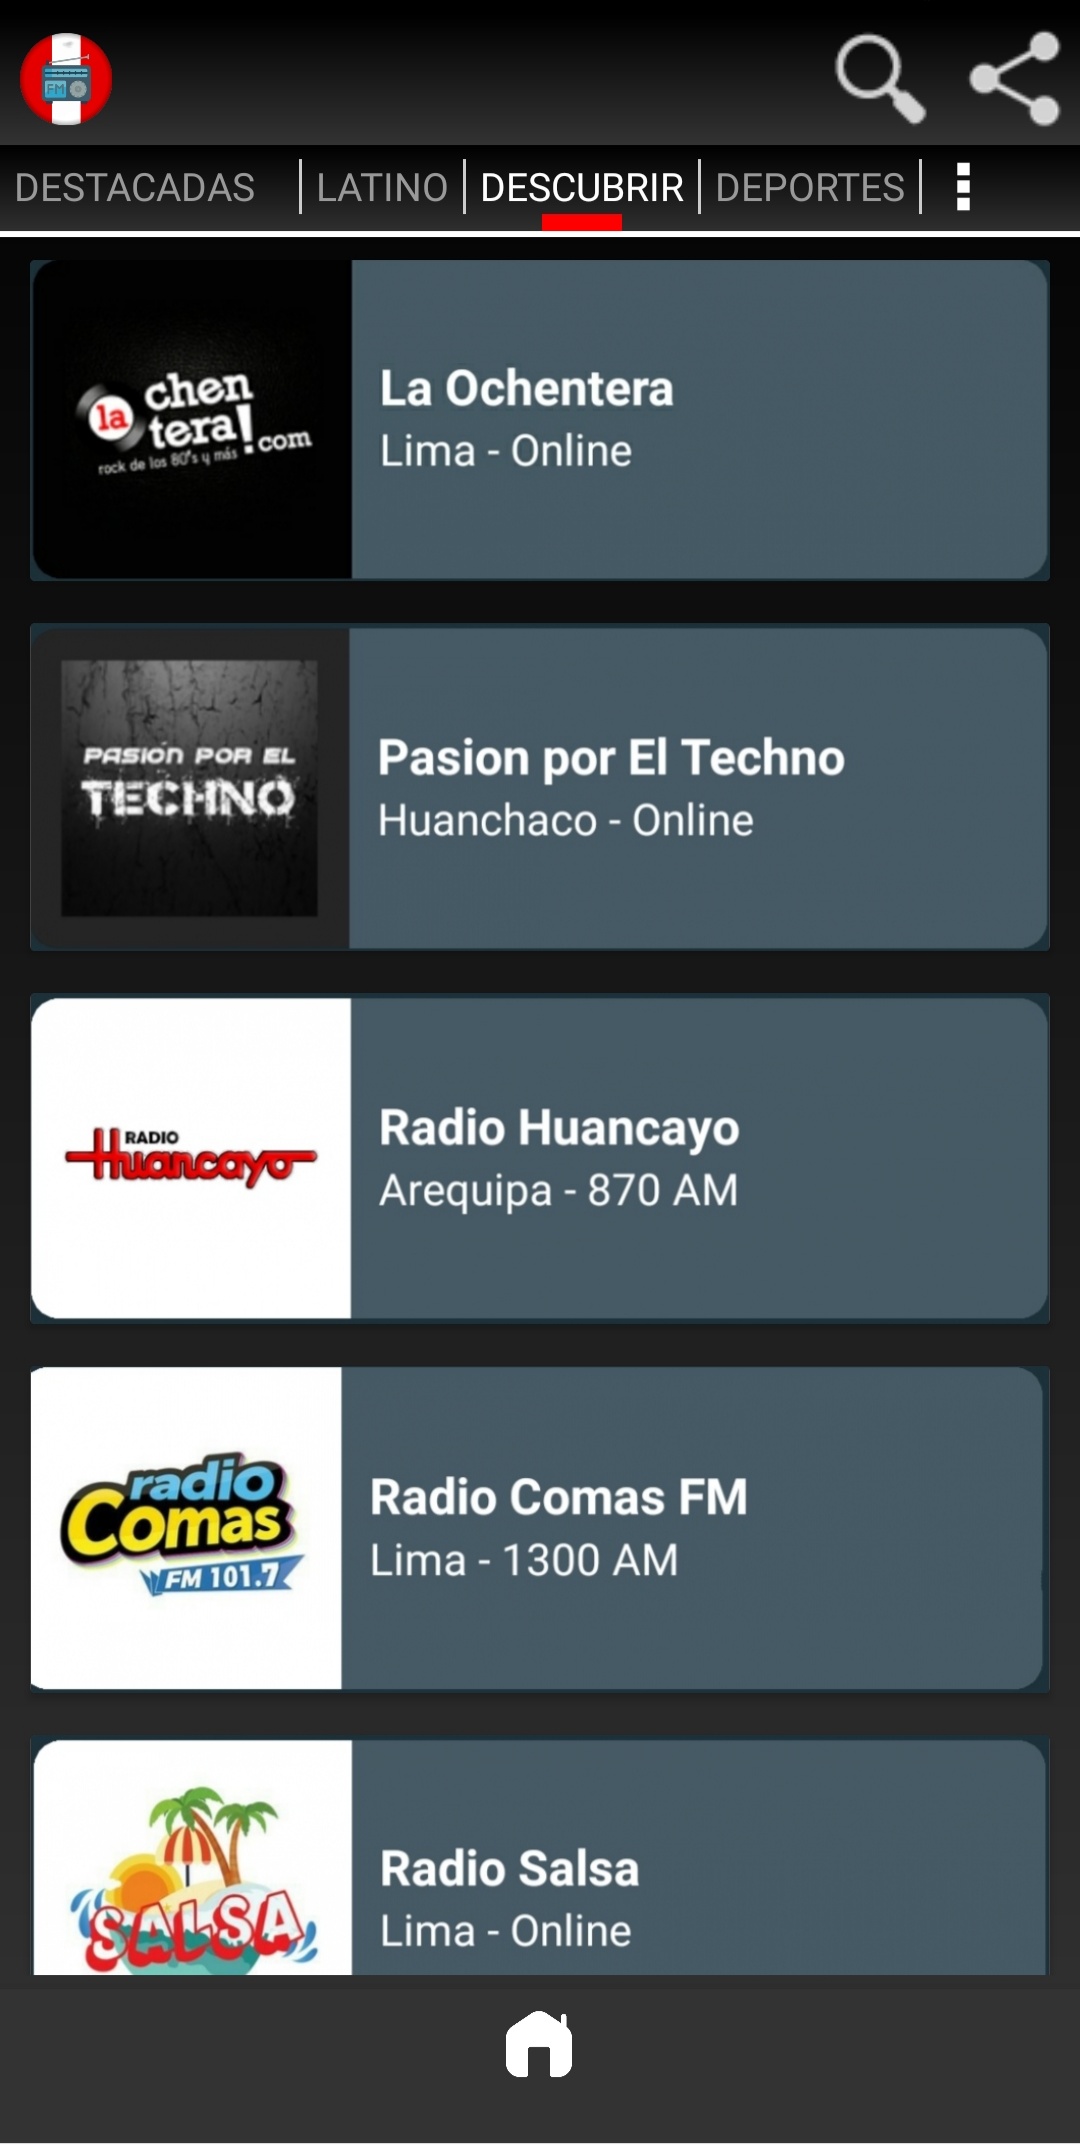 FM
DESTACADAS
LATINO
DESCUBRIR
DEPORTES
la chen
tera!.com
rock de los 80's y más
La Ochentera
Lima - Online
PASIÓN POR EL
TECHNO
Pasion por El Techno
Huanchaco - Online
RADIO
Huancayo
Radio Huancayo
Arequipa - 870 AM
radio
Comas
FM 101.7
Radio Comas FM
Lima - 1300 AM
SALSA
Radio Salsa
Lima - Online